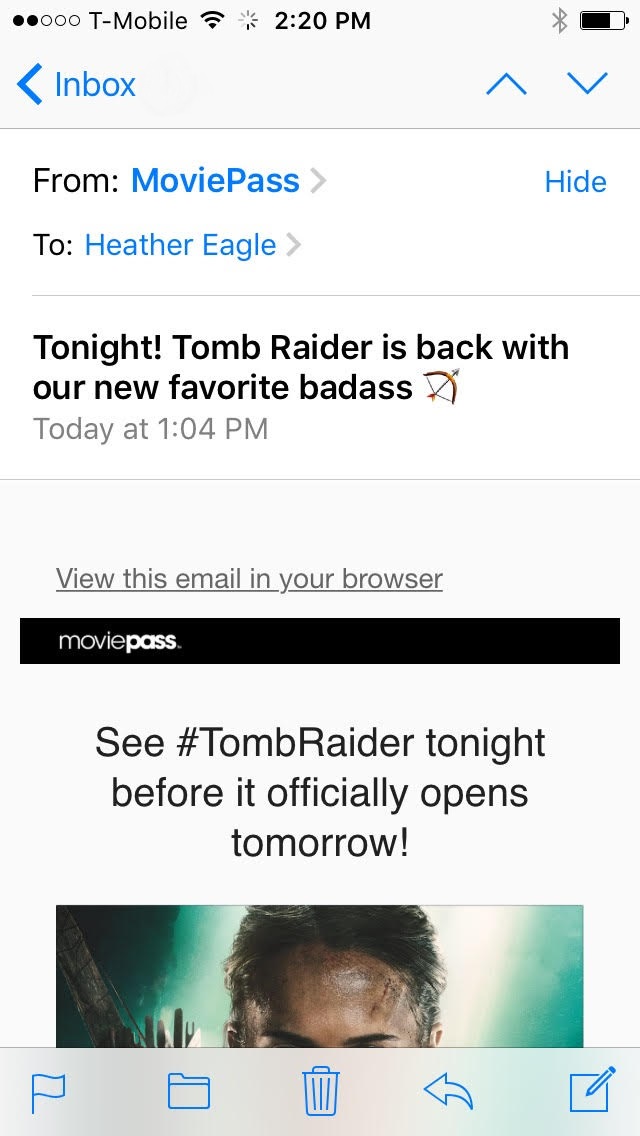 T-Mobile 2:20 PM
Inbox
From: MoviePass Hide
To: Heather Eagle
Tonight! Tomb Raider is back with
our new favorite badass 🏹
Today at 1:04 PM
View this email in your browser
moviepass™
See #TombRaider tonight
before it officially opens
tomorrow!